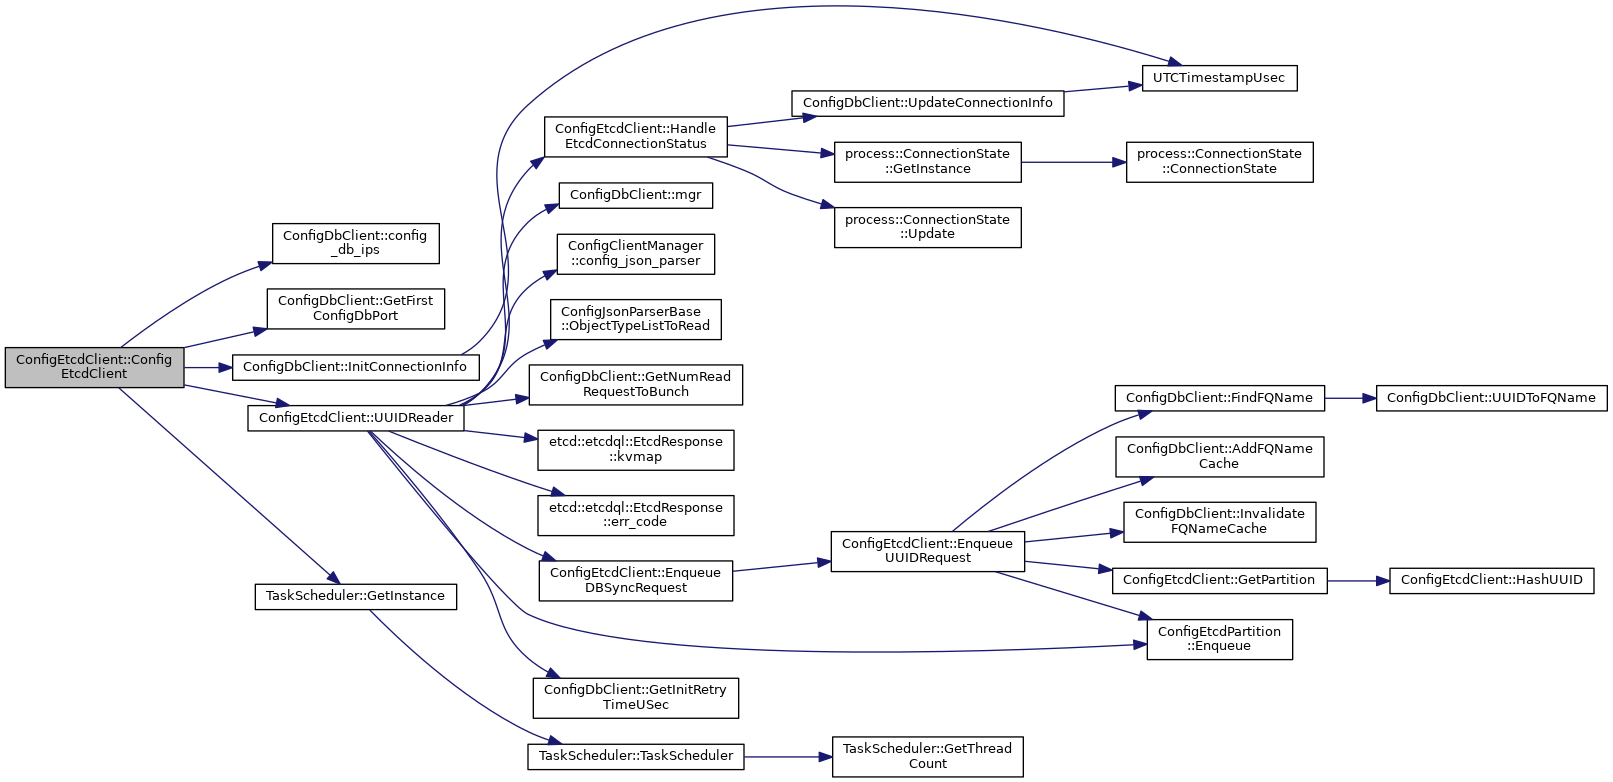 ConfigEtcdClient::Config
EtcdClient
ConfigDbClient::config
_db_ips
ConfigDbClient::GetFirst
ConfigDbPort
ConfigDbClient::InitConnectionInfo
ConfigEtcdClient::UUIDReader
TaskScheduler::GetInstance
ConfigEtcdClient::Handle
EtcdConnectionStatus
ConfigDbClient::mgr
ConfigClientManager
::config_json_parser
ConfigJsonParserBase
::ObjectTypeListToRead
ConfigDbClient::GetNumRead
RequestToBunch
etcd::etcdql::EtcdResponse
::kvmap
etcd::etcdql::EtcdResponse
::err_code
ConfigEtcdClient::Enqueue
DBSyncRequest
ConfigDbClient::GetInitRetry
TimeUSec
TaskScheduler::TaskScheduler
ConfigDbClient::UpdateConnectionInfo
process::ConnectionState
::GetInstance
process::ConnectionState
::Update
ConfigEtcdClient::Enqueue
UUIDRequest
TaskScheduler::GetThread
Count
UTCTimestampUsec
process::ConnectionState
::ConnectionState
ConfigDbClient::FindFQName
ConfigDbClient::AddFQName
Cache
ConfigDbClient::Invalidate
FQNameCache
ConfigEtcdClient::GetPartition
ConfigEtcdPartition
::Enqueue
ConfigDbClient::UUIDToFQName
ConfigEtcdClient::HashUUID